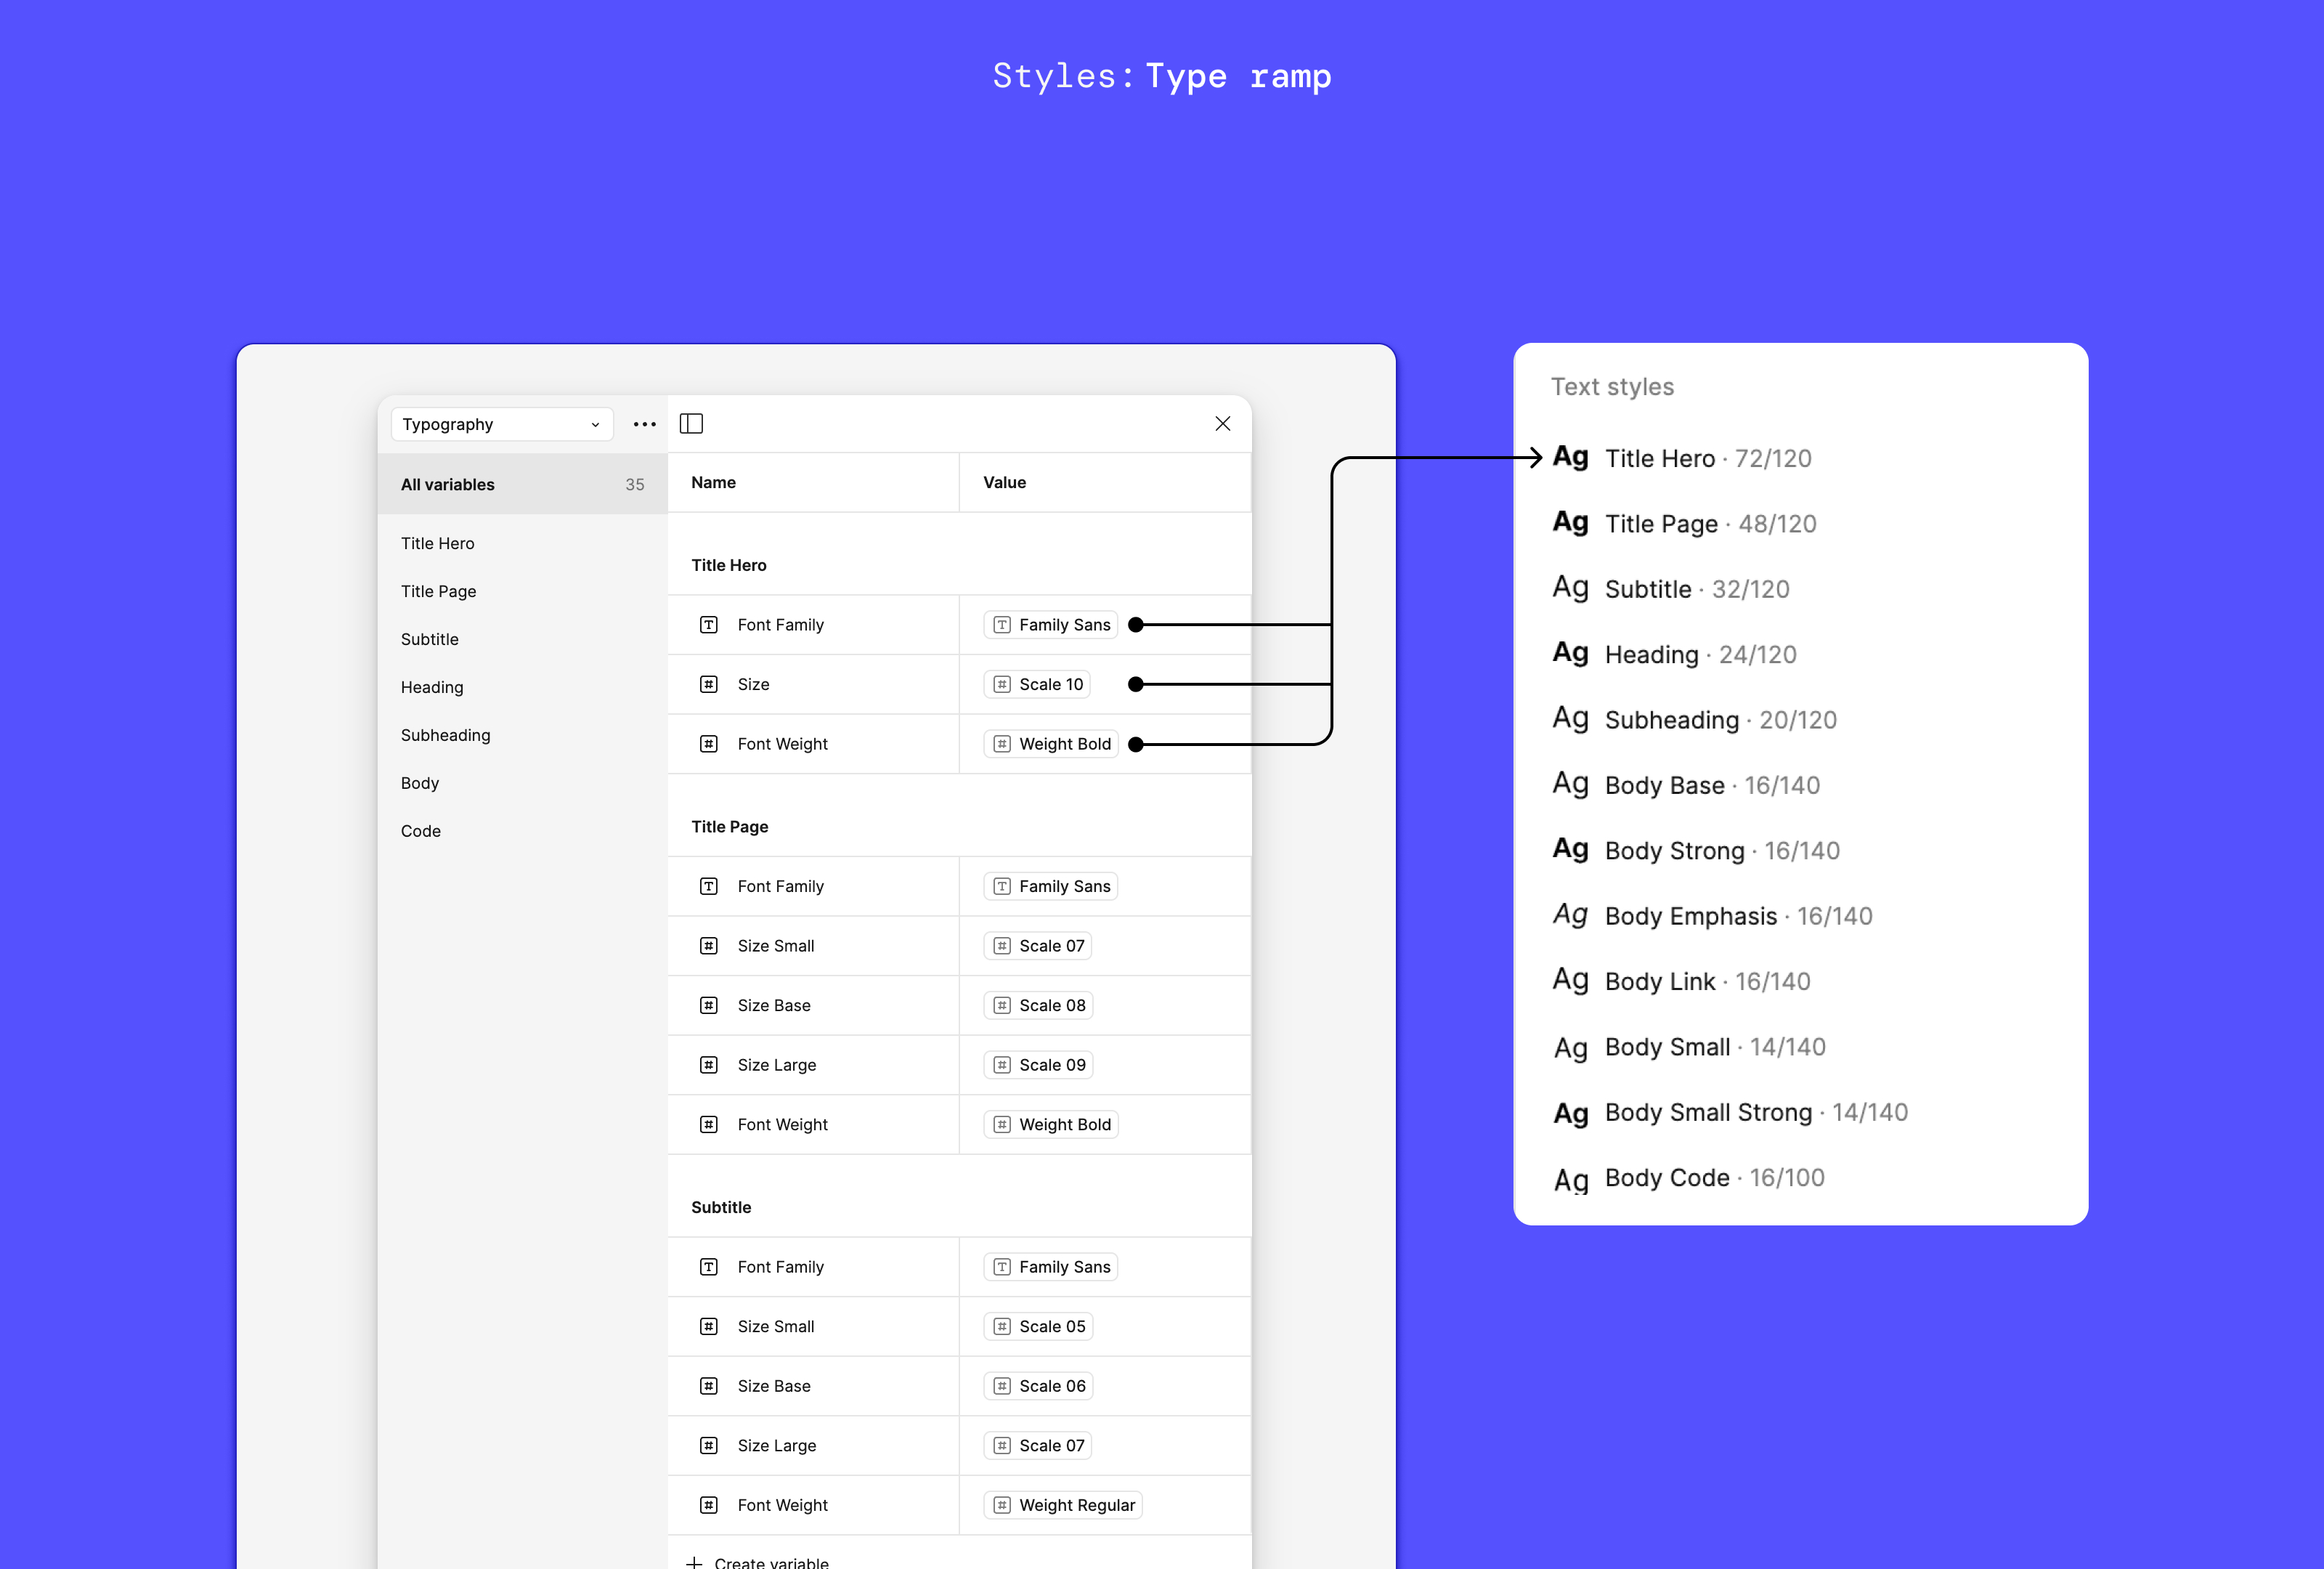 Styles: Type ramp
Typography
All variables 35
Title Hero
Title Page
Subtitle
Heading
Subheading
Body
Code
Name Value
Title Hero
Font Family Family Sans
Size Scale 10
Font Weight Weight Bold
Title Page
Font Family Family Sans
Size Small Scale 07
Size Base Scale 08
Size Large Scale 09
Font Weight Weight Bold
Subtitle
Font Family Family Sans
Size Small Scale 05
Size Base Scale 06
Size Large Scale 07
Font Weight Weight Regular
Create variable
Text styles
Ag Title Hero · 72/120
Ag Title Page · 48/120
Ag Subtitle · 32/120
Ag Heading · 24/120
Ag Subheading · 20/120
Ag Body Base · 16/140
Ag Body Strong · 16/140
Ag Body Emphasis · 16/140
Ag Body Link · 16/140
Ag Body Small · 14/140
Ag Body Small Strong · 14/140
Ag Body Code · 16/100